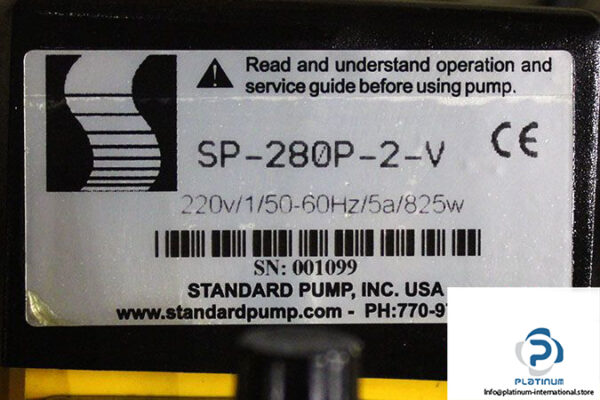 Read and understand operation and
service guide before using pump.
SP-280P-2-V
CE
220v/1/50-60Hz/5a/825w
SN: 001099
STANDARD PUMP, INC. USA
www.standardpump.com - PH:770-9
PLATINUM
Info@platinum-international.store